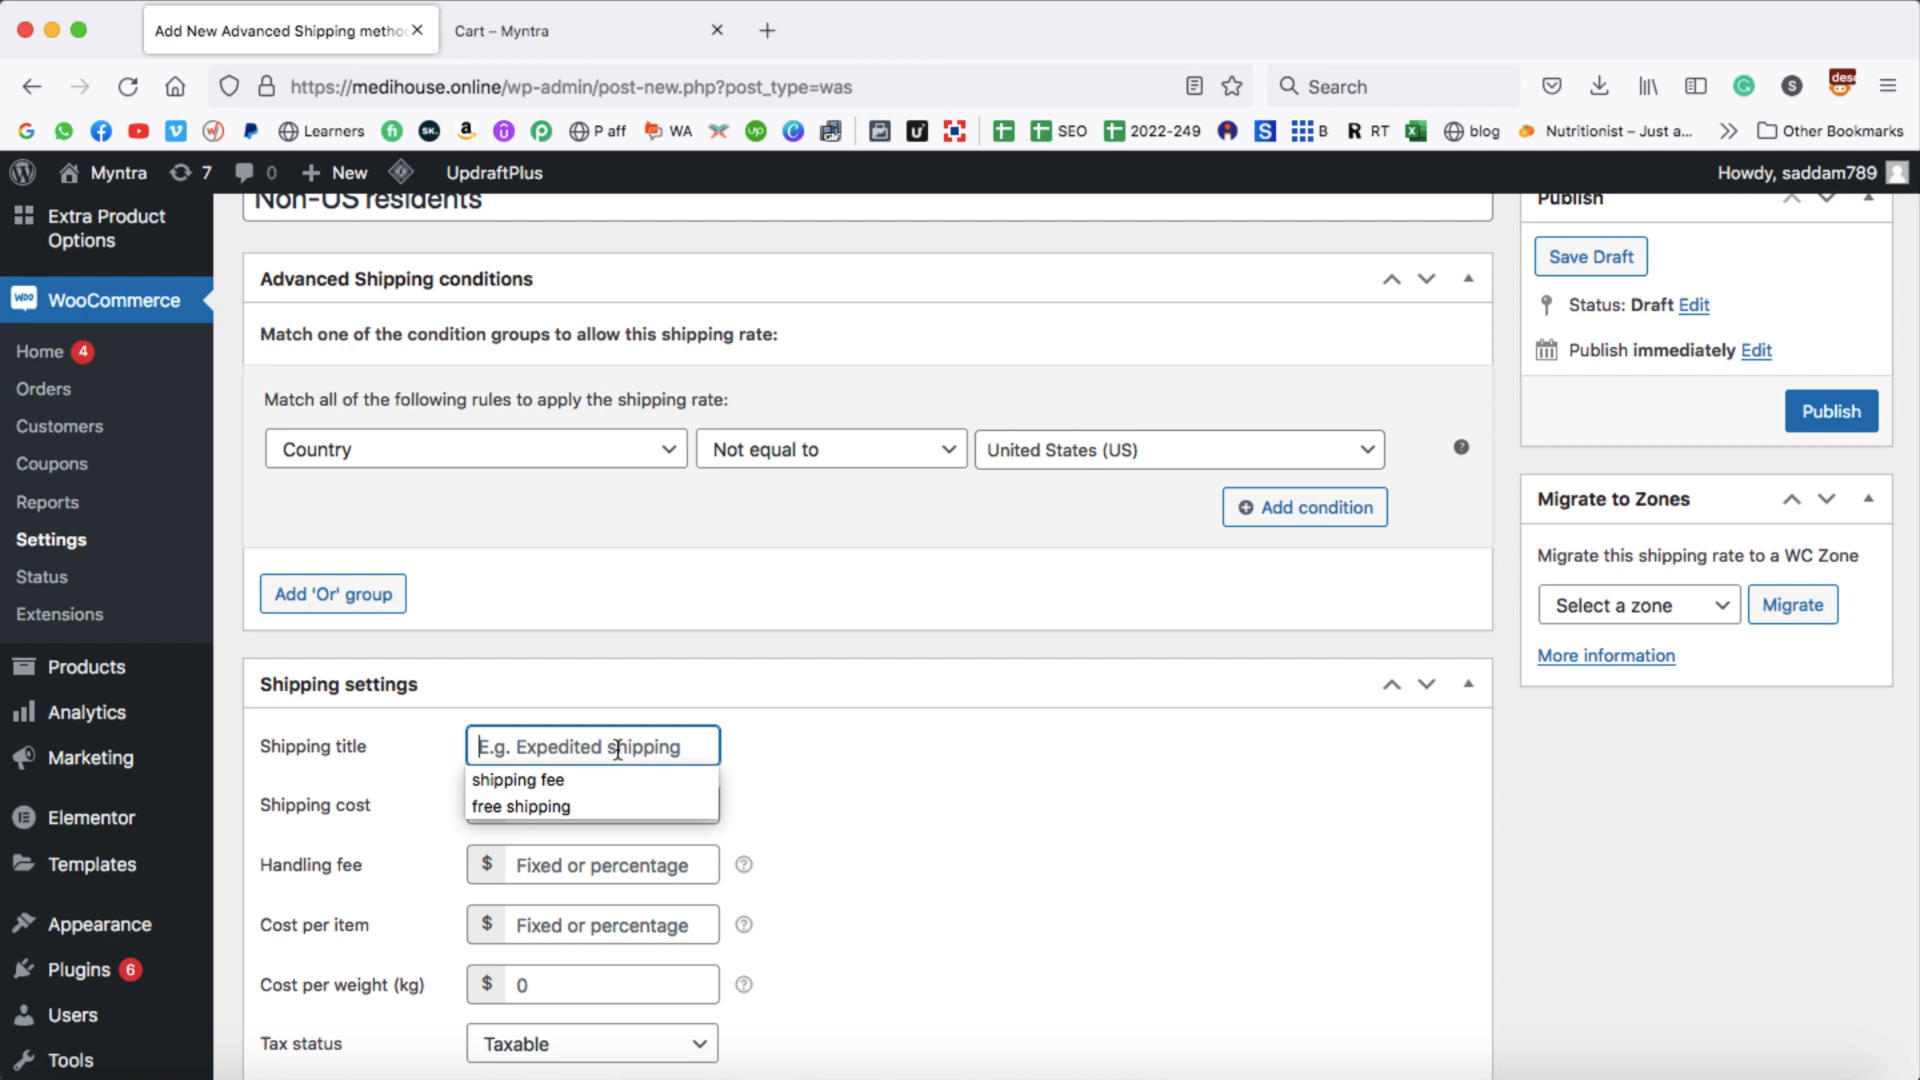 Add New Advanced Shipping metho
Cart – Myntra
https://medihouse.online/wp-admin/post-new.php?post_type=was
Search
Learners
P aff
WA
SEO
2022-249
B
RT
blog
Nutritionist – Just a...
Other Bookmarks
Myntra
7
0
New
UpdraftPlus
Howdy, saddam789
Extra Product
Options
WooCommerce
Home 4
Orders
Customers
Coupons
Reports
Settings
Status
Extensions
Products
Analytics
Marketing
Elementor
Templates
Appearance
Plugins 6
Users
Tools
Non-US residents
Advanced Shipping conditions
Match one of the condition groups to allow this shipping rate:
Match all of the following rules to apply the shipping rate:
Country
Not equal to
United States (US)
Add condition
Add 'Or' group
Shipping settings
Shipping title
E.g. Expedited shipping
shipping fee
free shipping
Shipping cost
Handling fee
$ Fixed or percentage
Cost per item
$ Fixed or percentage
Cost per weight (kg)
$ 0
Tax status
Taxable
Publish
Save Draft
Status: Draft Edit
Publish immediately Edit
Publish
Migrate to Zones
Migrate this shipping rate to a WC Zone
Select a zone
Migrate
More information